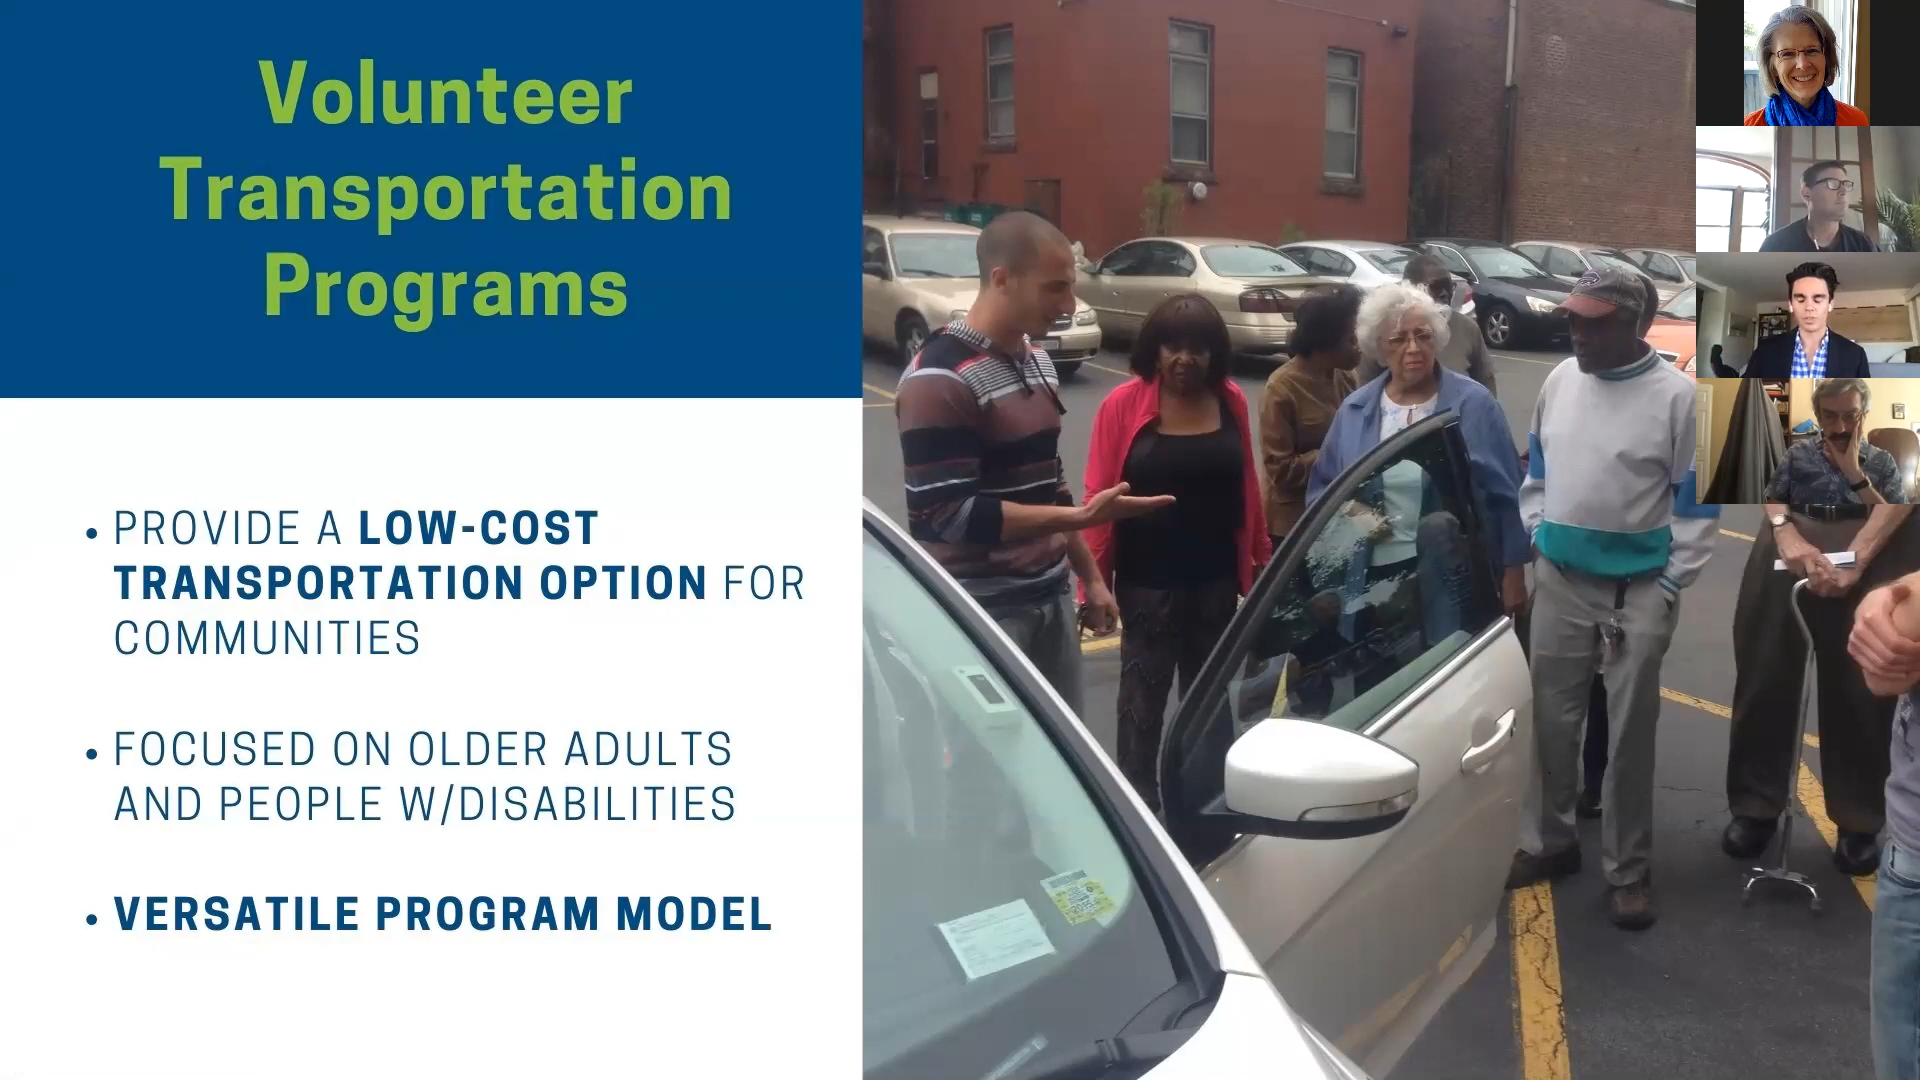 Volunteer
Transportation
Programs
• PROVIDE A LOW-COST
TRANSPORTATION OPTION FOR
COMMUNITIES
• FOCUSED ON OLDER ADULTS
AND PEOPLE W/DISABILITIES
• VERSATILE PROGRAM MODEL